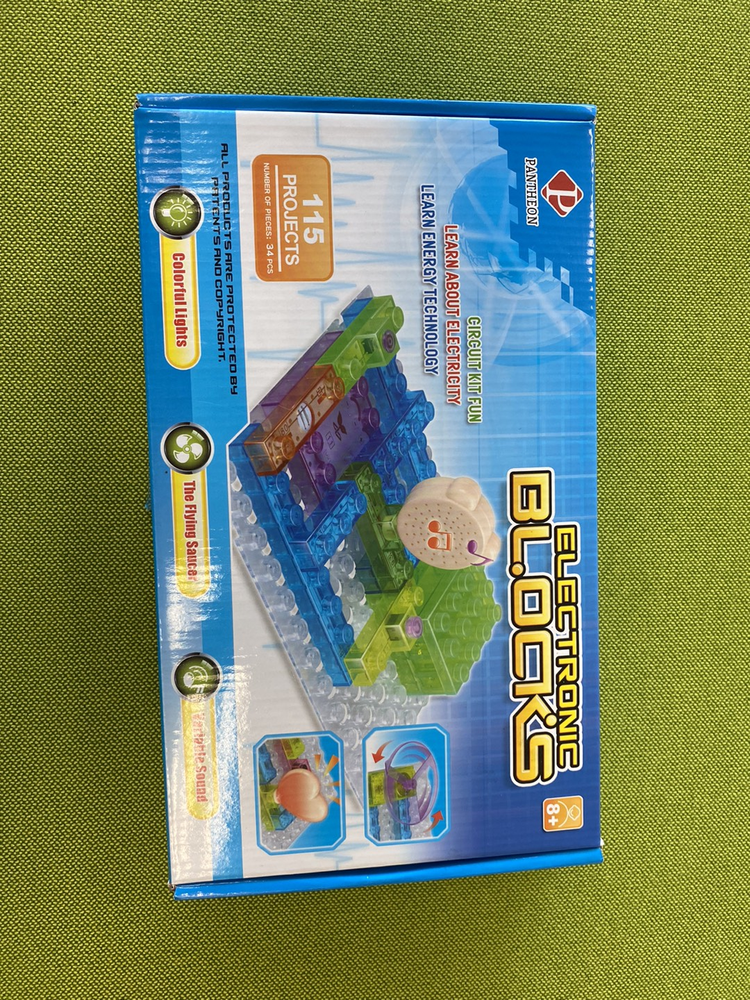 PANTHEON
ELECTRONIC
BLOCKS
8+
CIRCUIT KIT FUN
LEARN ABOUT ELECTRICITY
LEARN ENERGY TECHNOLOGY
115
PROJECTS
NUMBER OF PIECES: 34 PCS
ALL PRODUCTS ARE PROTECTED BY
PATENTS AND COPYRIGHT.
Colorful Lights
The Flying Saucer
Variable Sound